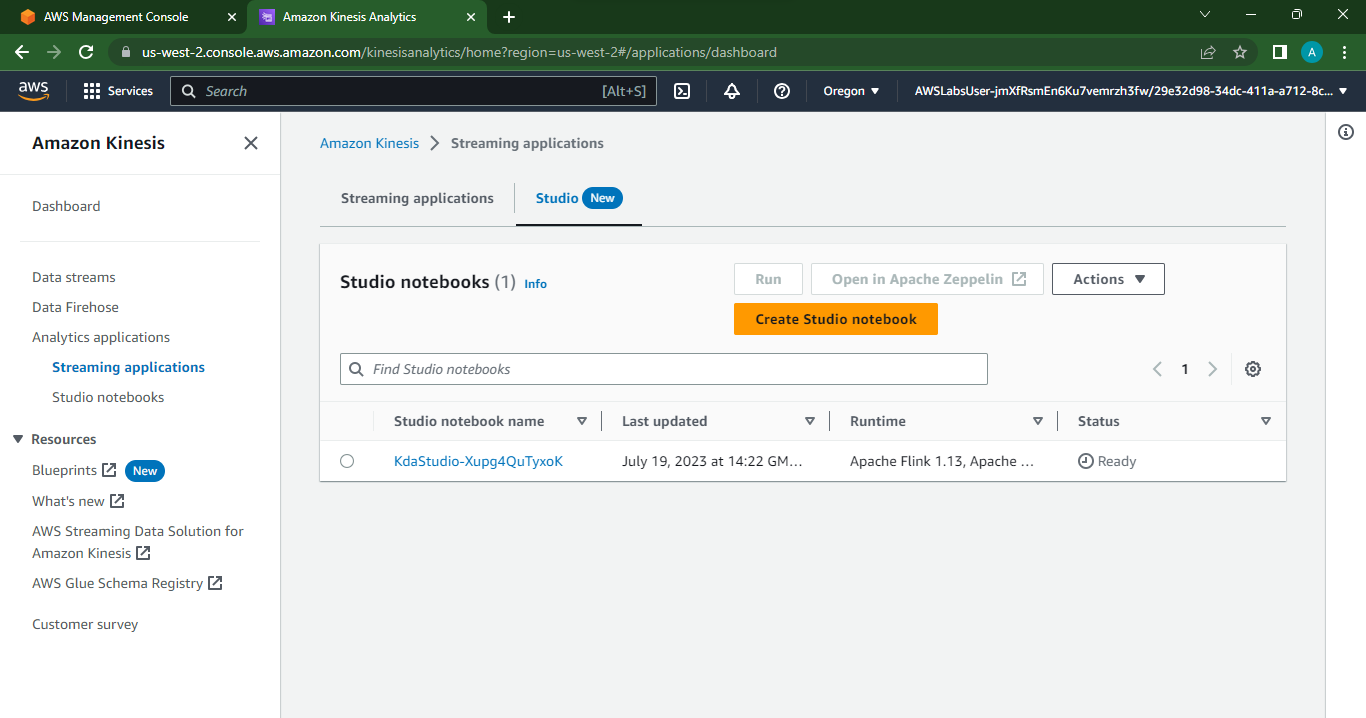 AWS Management Console
Amazon Kinesis Analytics
us-west-2.console.aws.amazon.com/kinesisanalytics/home?region=us-west-2#/applications/dashboard
A
aws
Services
Search
[Alt+S]
Oregon
AWSLabsUser-jmXfRsmEn6Ku7vemrzh3fw/29e32d98-34dc-411a-a712-8c...
Amazon Kinesis
Dashboard
Data streams
Data Firehose
Analytics applications
Streaming applications
Studio notebooks
Resources
Blueprints New
What's new
AWS Streaming Data Solution for
Amazon Kinesis
AWS Glue Schema Registry
Customer survey
Amazon Kinesis > Streaming applications
Streaming applications
Studio New
Studio notebooks (1) Info
Run
Open in Apache Zeppelin
Actions
Create Studio notebook
Find Studio notebooks
1
Studio notebook name Last updated Runtime Status
KdaStudio-Xupg4QuTyxoK July 19, 2023 at 14:22 GM... Apache Flink 1.13, Apache ... Ready